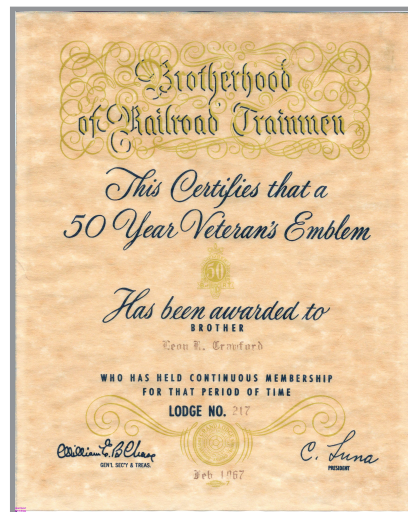 Brotherhood
of Railroad Trainmen
This Certifies that a
50 Year Veteran's Emblem
50
Has been awarded to
BROTHER
Leon L. Crawford
WHO HAS HELD CONTINUOUS MEMBERSHIP
FOR THAT PERIOD OF TIME
LODGE NO. 217
William E. B. Chase
C. Luna
GEN'L SEC'Y & TREAS.
PRESIDENT
Feb 1967